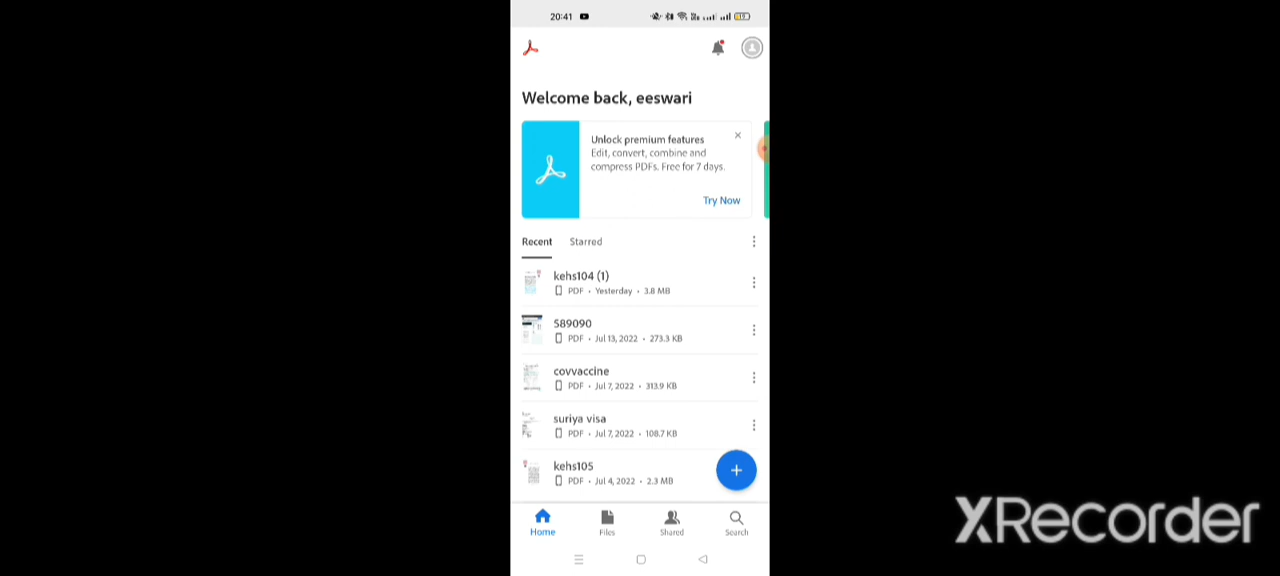 20:41
Welcome back, eeswari
Unlock premium features
Edit, convert, combine and
compress PDFs. Free for 7 days.
Try Now
Recent Starred
kehs104 (1)
PDF • Yesterday • 3.8 MB
589090
PDF • Jul 13, 2022 • 273.3 KB
covvaccine
PDF • Jul 7, 2022 • 313.9 KB
suriya visa
PDF • Jul 7, 2022 • 108.7 KB
kehs105
PDF • Jul 4, 2022 • 2.3 MB
Home Files Shared Search
XRecorder